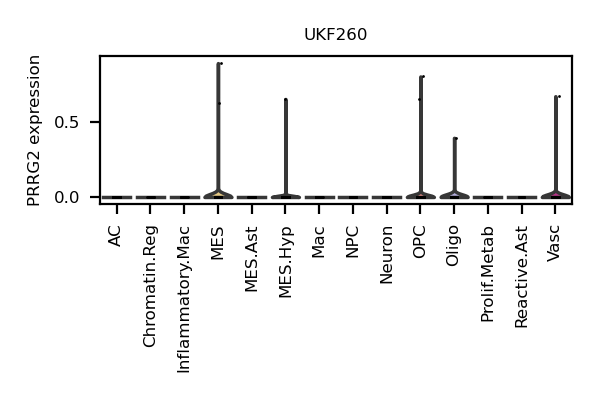 UKF260
PRRG2 expression
0.5
0.0
AC
Chromatin.Reg
Inflammatory.Mac
MES
MES.Ast
MES.Hyp
Mac
NPC
Neuron
OPC
Oligo
Prolif.Metab
Reactive.Ast
Vasc